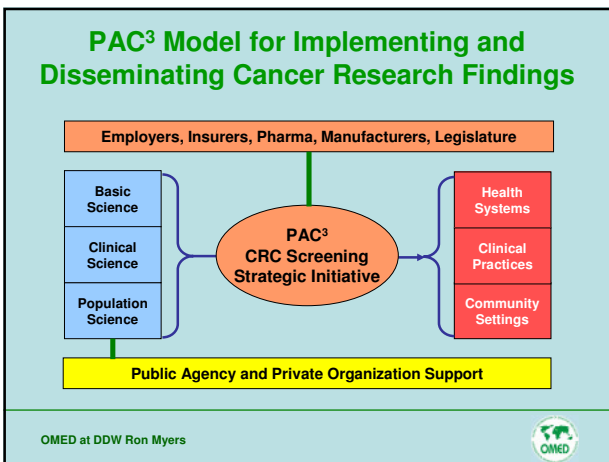 PAC³ Model for Implementing and
Disseminating Cancer Research Findings
Employers, Insurers, Pharma, Manufacturers, Legislature
Basic
Science
Clinical
Science
Population
Science
PAC³
CRC Screening
Strategic Initiative
Health
Systems
Clinical
Practices
Community
Settings
Public Agency and Private Organization Support
OMED at DDW Ron Myers
OMED